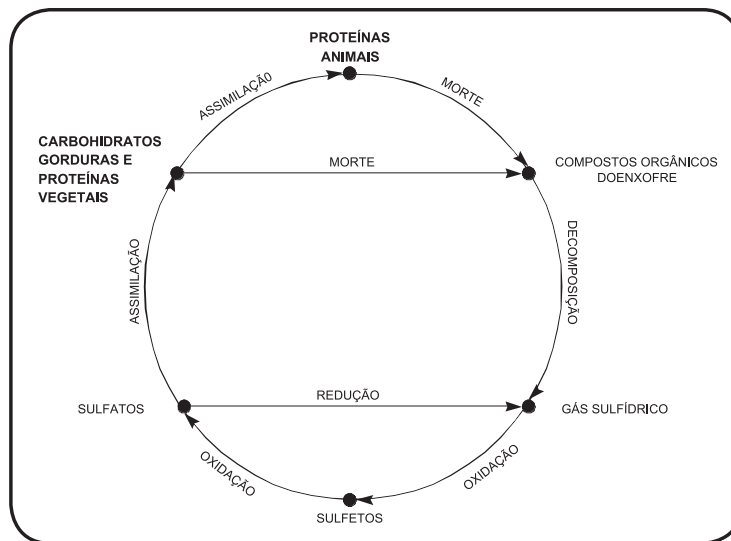 PROTEÍNAS
ANIMAIS
ASSIMILAÇÃ0
MORTE
CARBOHIDRATOS
GORDURAS E
PROTEÍNAS
VEGETAIS
MORTE
COMPOSTOS ORGÂNICOS
DOENXOFRE
ASSIMILAÇÃO
DECOMPOSIÇÃO
SULFATOS
REDUÇÃO
GÁS SULFÍDRICO
OXIDAÇÃO
OXIDAÇÃO
SULFETOS